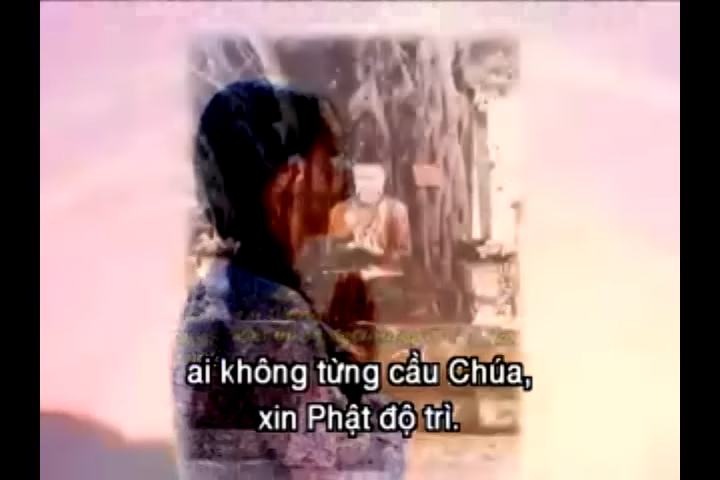 ai không từng cầu Chúa,
xin Phật độ trì.